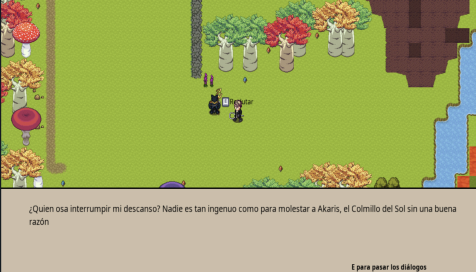 Reclutar
¿Quien osa interrumpir mi descanso? Nadie es tan ingenuo como para molestar a Akaris, el Colmillo del Sol sin una buena
razón
E para pasar los diálogos